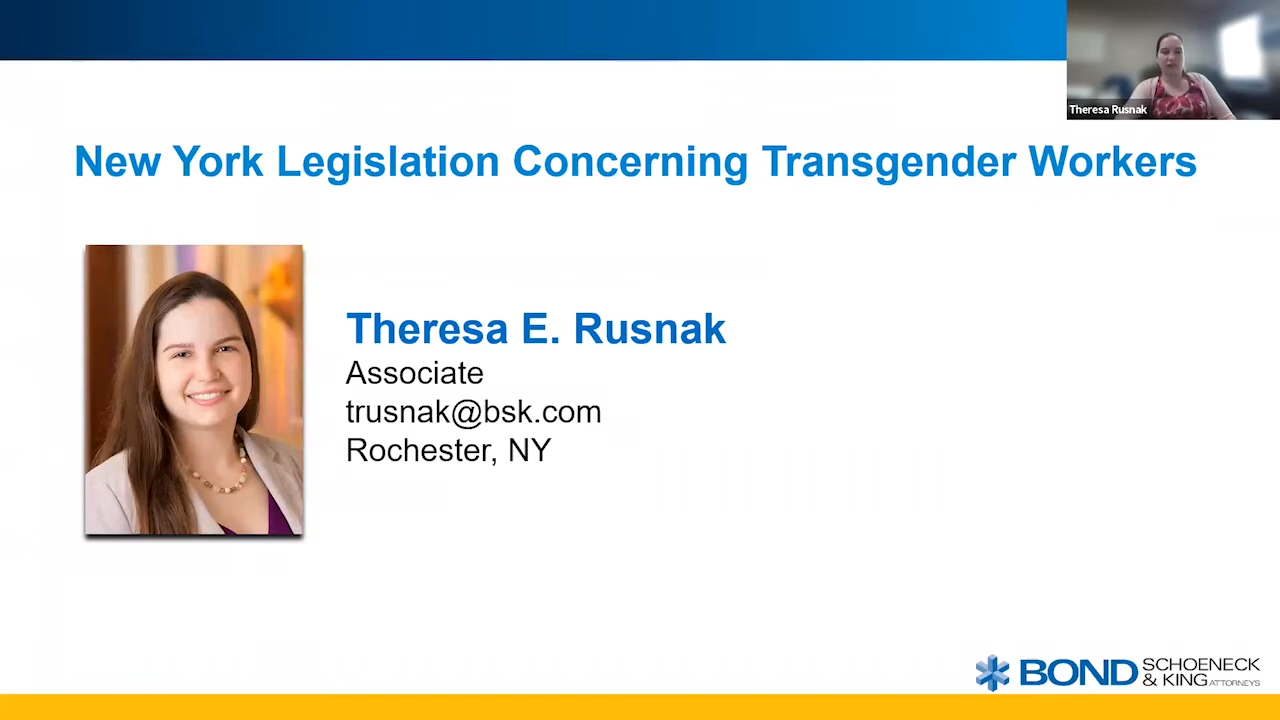 Theresa Rusnak
New York Legislation Concerning Transgender Workers
Theresa E. Rusnak
Associate
trusnak@bsk.com
Rochester, NY
BOND SCHOENECK
& KING ATTORNEYS